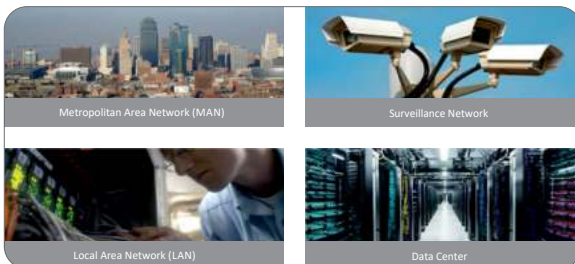 Metropolitan Area Network (MAN)
Surveillance Network
Local Area Network (LAN)
Data Center